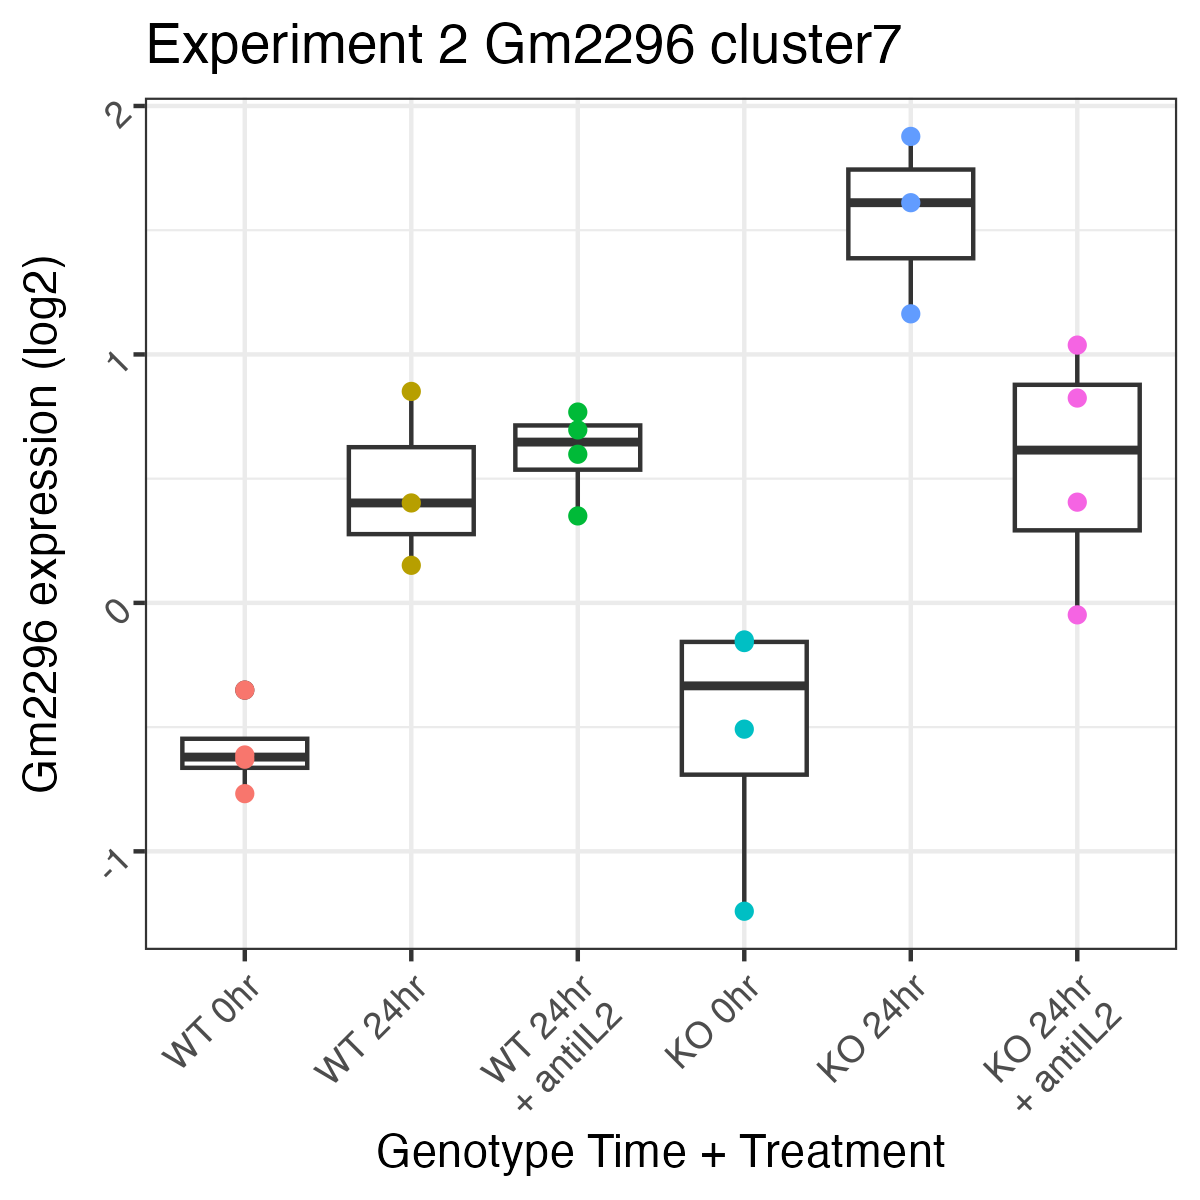 Experiment 2 Gm2296 cluster7
Gm2296 expression (log2)
2
1
0
-1
WT 0hr
WT 24hr
WT 24hr
+ antiIL2
KO 0hr
KO 24hr
KO 24hr
+ antiIL2
Genotype Time + Treatment